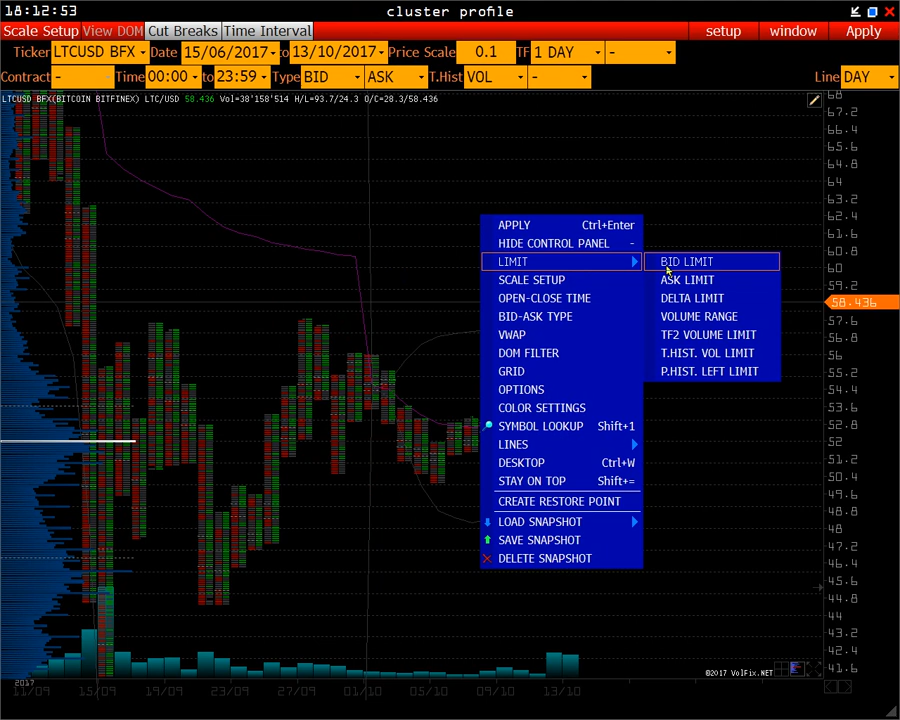 18:12:53 cluster profile
Scale Setup View DOM Cut Breaks Time Interval setup window Apply
Ticker LTCUSD BFX Date 15/06/2017 to 13/10/2017 Price Scale 0.1 TF 1 DAY -
Contract - Time 00:00 to 23:59 Type BID ASK T.Hist VOL - Line DAY
LTCUSD BFX(BITCOIN BITFINEX) LTC/USD 58.436 Vol=38'158'514 H/L=93.7/24.3 O/C=28.3/58.436
68
67.2
66.4
65.6
64.8
64
63.2
62.4
61.6
60.8
60
59.2
58.436
57.6
56.8
56
55.2
54.4
53.6
52.8
52
51.2
50.4
49.6
48.8
48
47.2
46.4
45.6
44.8
44
43.2
42.4
41.6
APPLY Ctrl+Enter
HIDE CONTROL PANEL -
LIMIT
SCALE SETUP
OPEN-CLOSE TIME
BID-ASK TYPE
VWAP
DOM FILTER
GRID
OPTIONS
COLOR SETTINGS
SYMBOL LOOKUP Shift+1
LINES
DESKTOP Ctrl+W
STAY ON TOP Shift+=
CREATE RESTORE POINT
LOAD SNAPSHOT
SAVE SNAPSHOT
DELETE SNAPSHOT
BID LIMIT
ASK LIMIT
DELTA LIMIT
VOLUME RANGE
TF2 VOLUME LIMIT
T.HIST. VOL LIMIT
P.HIST. LEFT LIMIT
©2017 VolFix.NET
2017
11/09 15/09 19/09 23/09 27/09 01/10 05/10 09/10 13/10